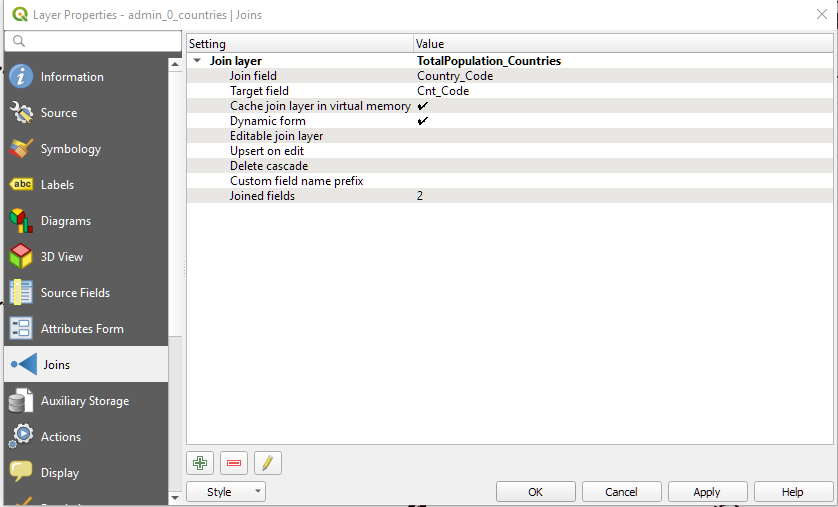 Layer Properties - admin_0_countries | Joins
Setting Value
Join layer TotalPopulation_Countries
Join field Country_Code
Target field Cnt_Code
Cache join layer in virtual memory ✔
Dynamic form ✔
Editable join layer
Upsert on edit
Delete cascade
Custom field name prefix
Joined fields 2
Information
Source
Symbology
abc Labels
Diagrams
3D View
Source Fields
Attributes Form
Joins
Auxiliary Storage
Actions
Display
Style
OK Cancel Apply Help